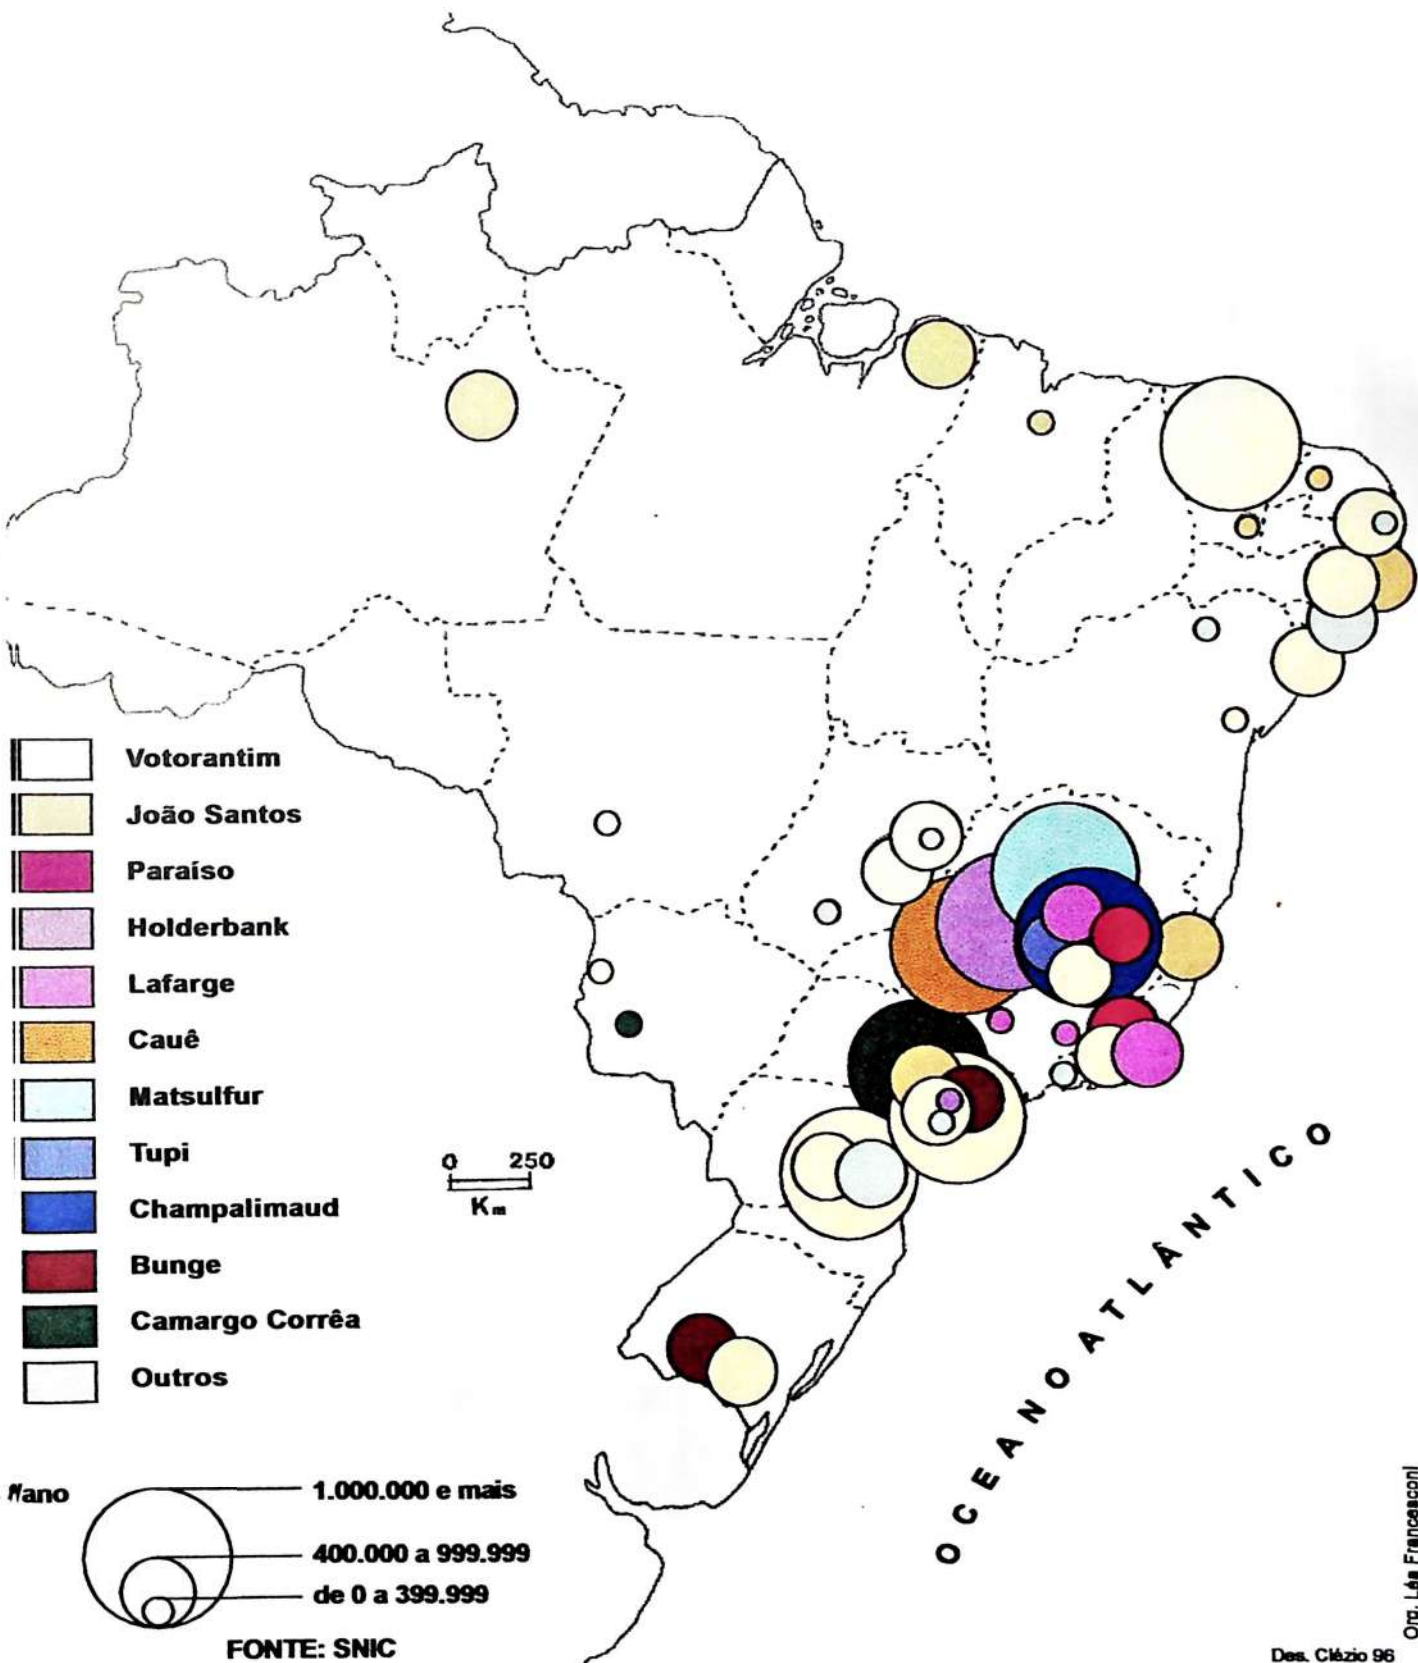 Votorantim
João Santos
Paraíso
Holderbank
Lafarge
Cauê
Matsulfur
Tupi
Champalimaud
Bunge
Camargo Corrêa
Outros
0 250
Km
OCEANO ATLÂNTICO
ano
1.000.000 e mais
400.000 a 999.999
de 0 a 399.999
FONTE: SNIC
Org. Léa Francesconi
Des. Clézio 96